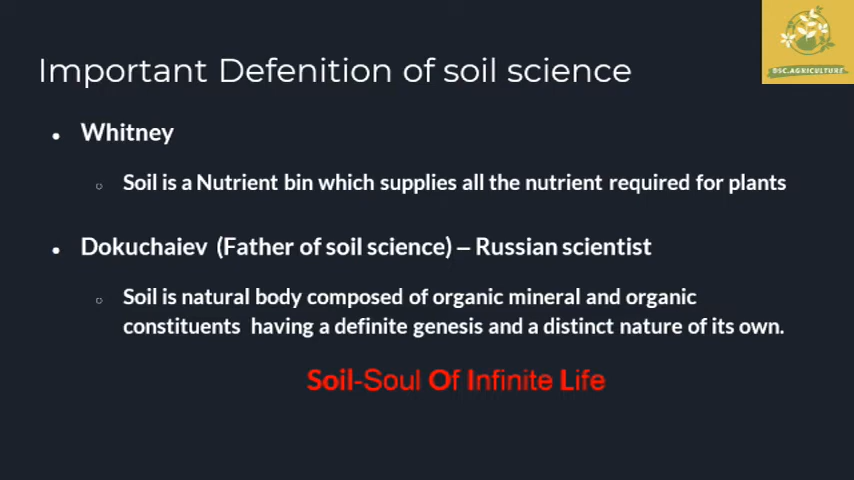 Important Defenition of soil science
DSC.AGRICULTURE
• Whitney
○ Soil is a Nutrient bin which supplies all the nutrient required for plants
• Dokuchaiev (Father of soil science) – Russian scientist
○ Soil is natural body composed of organic mineral and organic
constituents having a definite genesis and a distinct nature of its own.
Soil-Soul Of Infinite Life